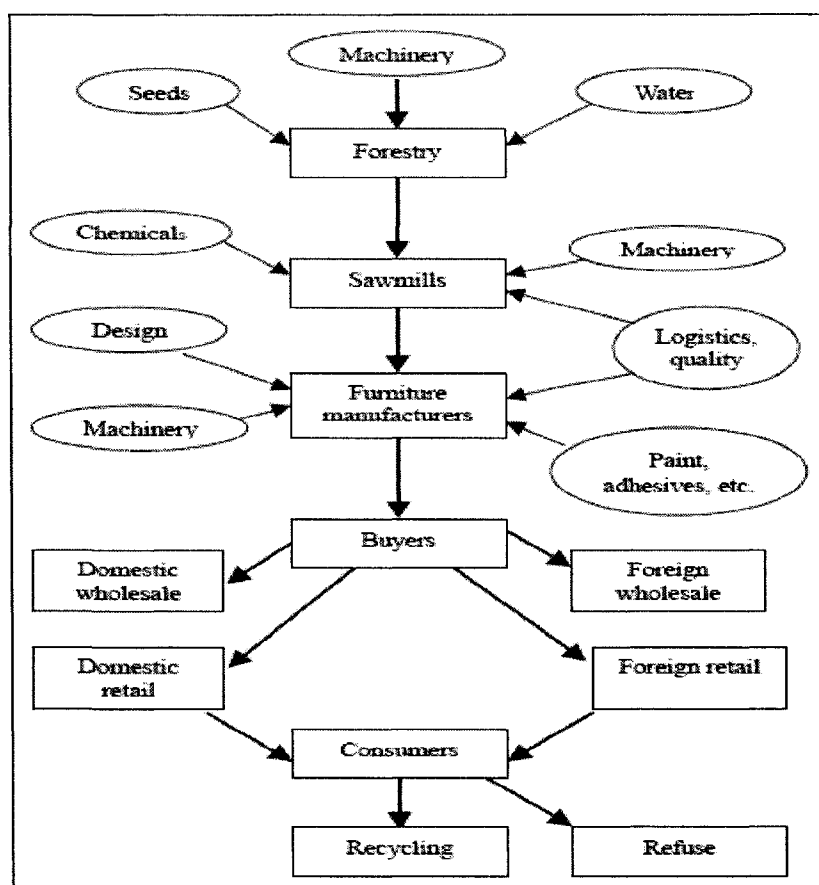 Machinery
Seeds
Water
Forestry
Chemicals
Machinery
Sawmills
Design
Logistics,
quality
Furniture
manufacturers
Machinery
Paint,
adhesives, etc.
Buyers
Domestic
wholesale
Foreign
wholesale
Domestic
retail
Foreign retail
Consumers
Recycling
Refuse